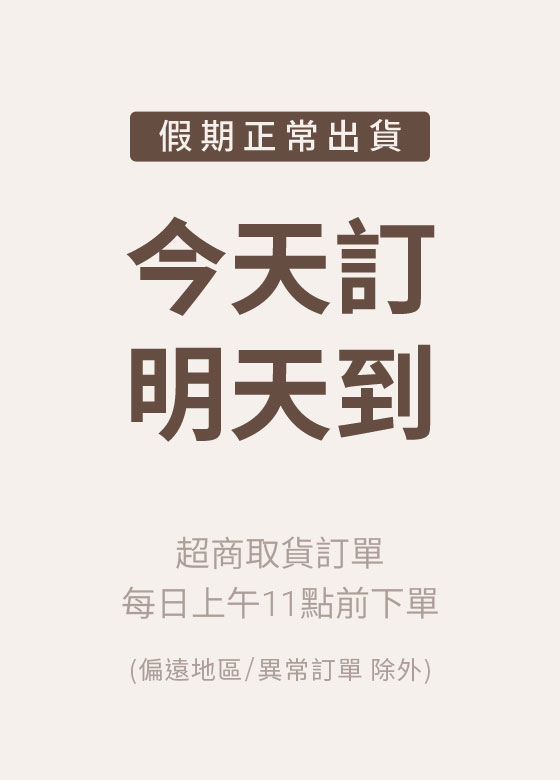 假期正常出貨
今天訂
明天到
超商取貨訂單
每日上午11點前下單
(偏遠地區/異常訂單 除外)